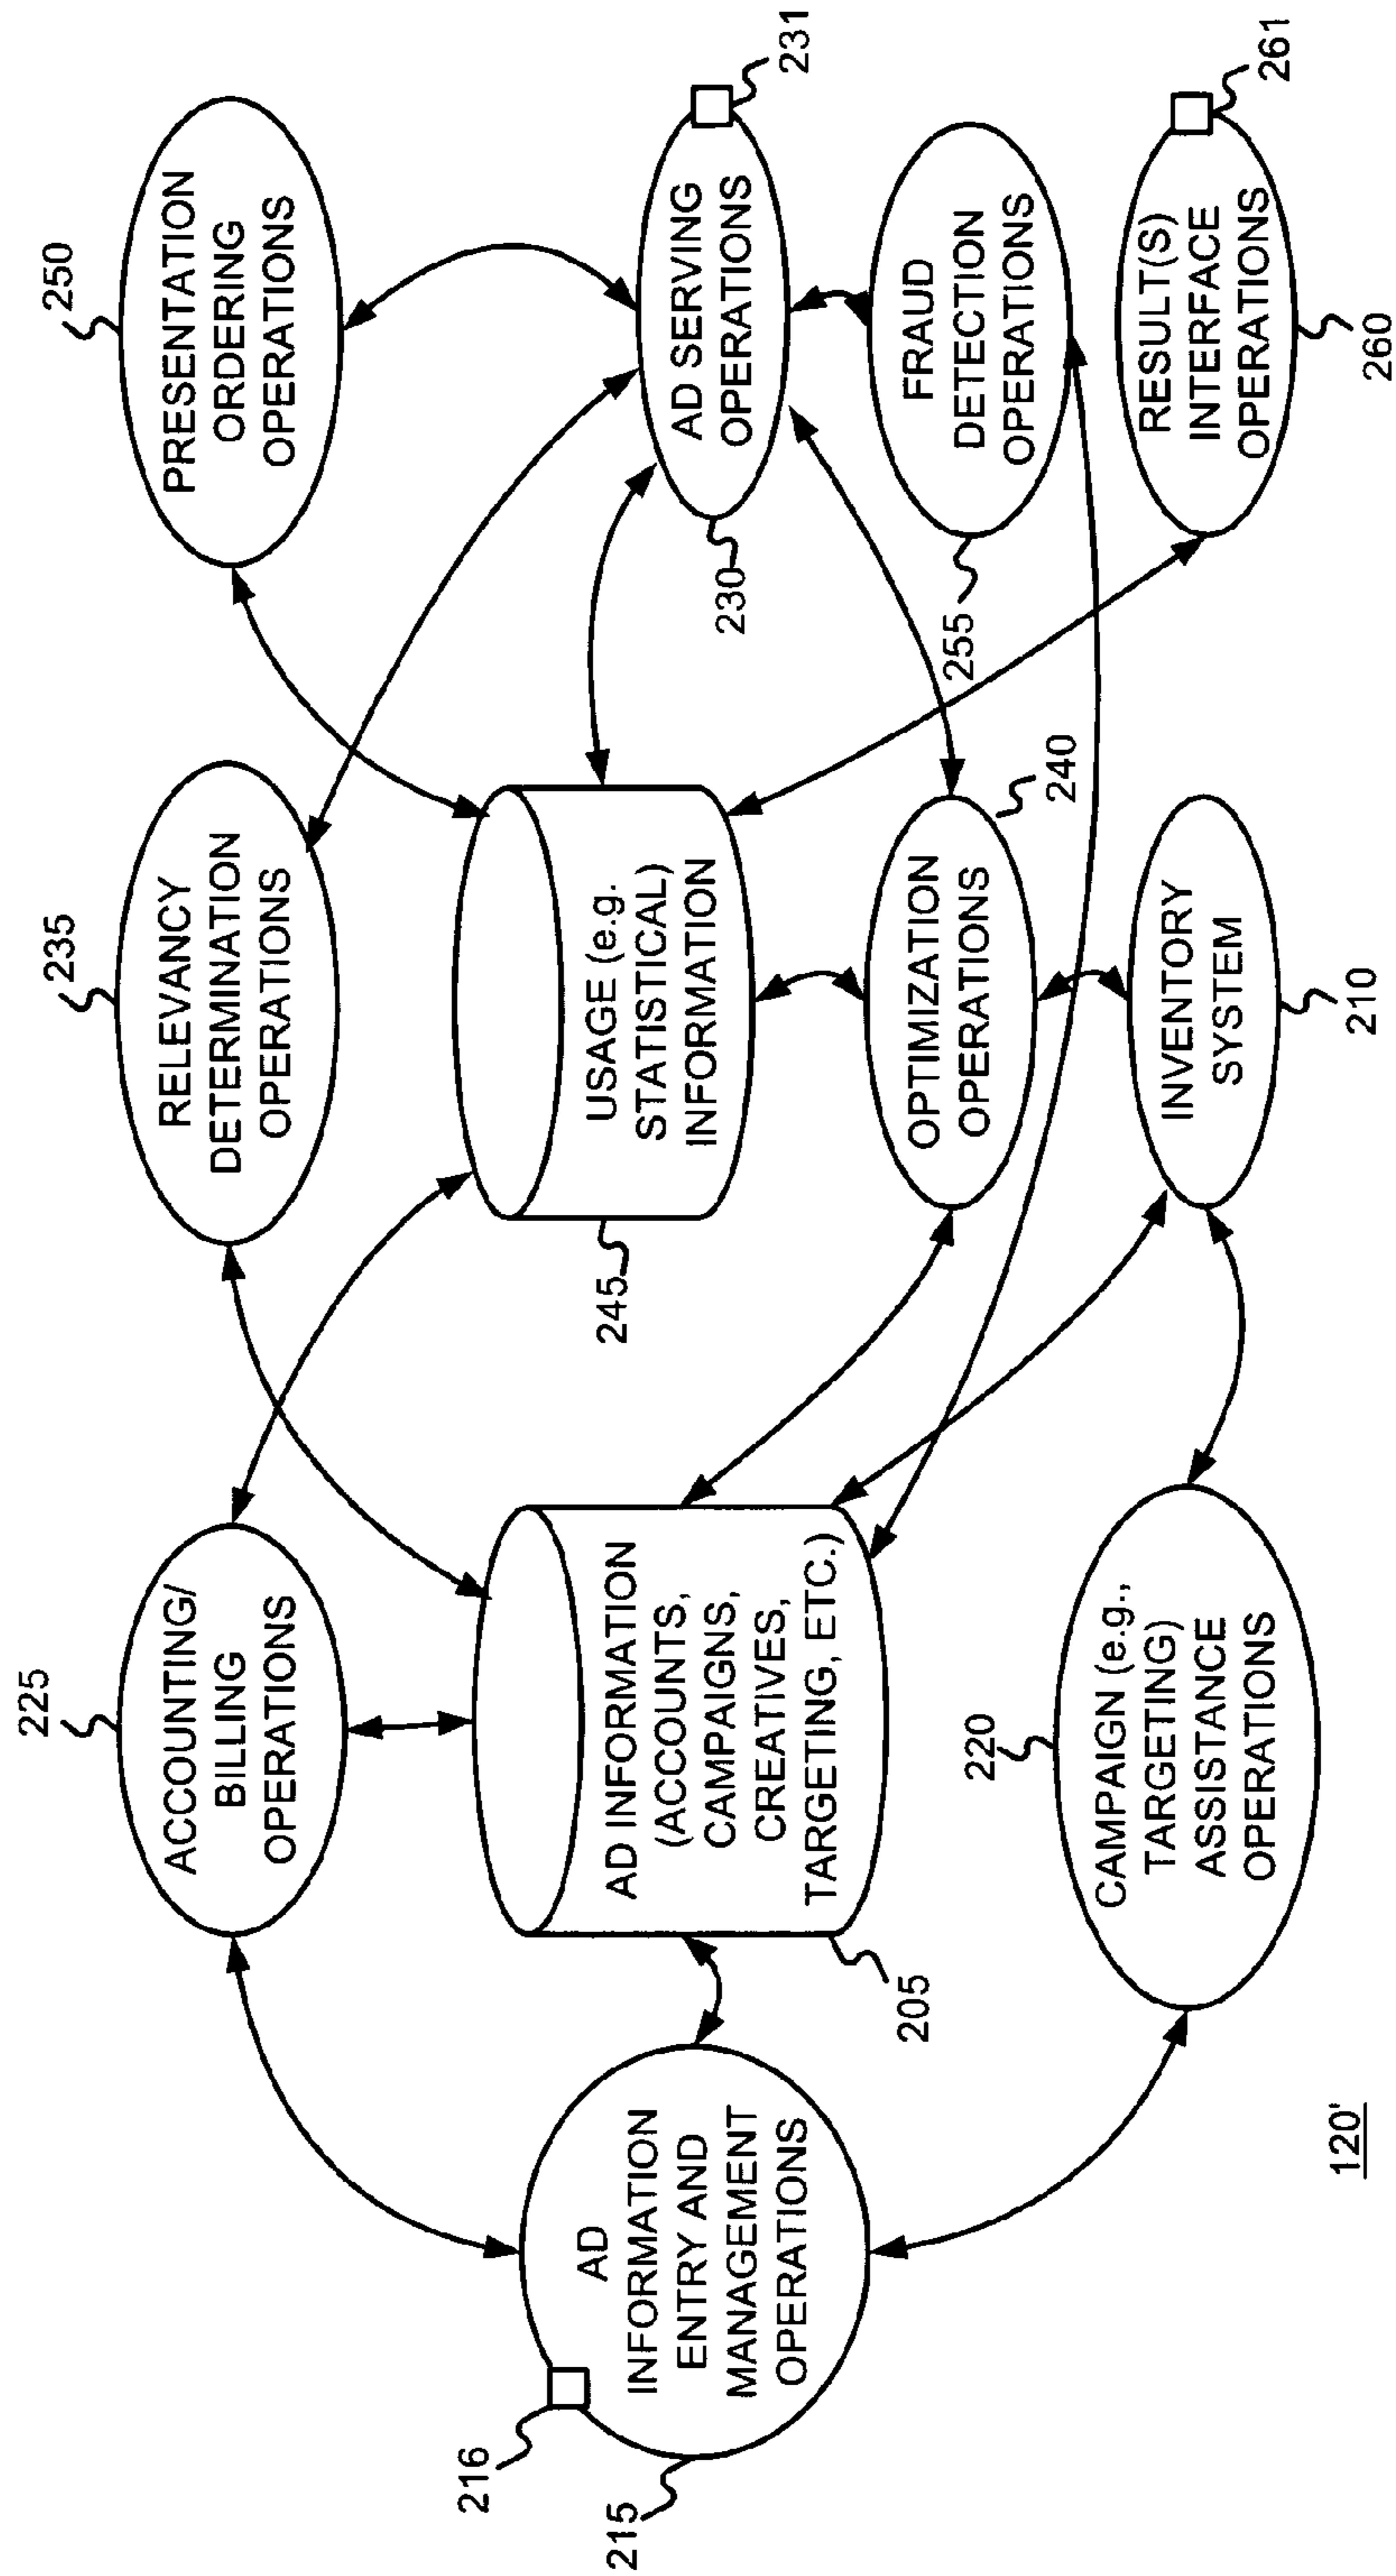 225
ACCOUNTING/
BILLING
OPERATIONS
235
RELEVANCY
DETERMINATION
OPERATIONS
250
PRESENTATION
ORDERING
OPERATIONS
216
215
AD
INFORMATION
ENTRY AND
MANAGEMENT
OPERATIONS
205
AD INFORMATION
(ACCOUNTS,
CAMPAIGNS,
CREATIVES,
TARGETING, ETC.)
245
USAGE (e.g.
STATISTICAL)
INFORMATION
230
AD SERVING
OPERATIONS
231
240
OPTIMIZATION
OPERATIONS
255
FRAUD
DETECTION
OPERATIONS
220
CAMPAIGN (e.g.,
TARGETING)
ASSISTANCE
OPERATIONS
INVENTORY
SYSTEM
210
RESULT(S)
INTERFACE
OPERATIONS
261
260
120'